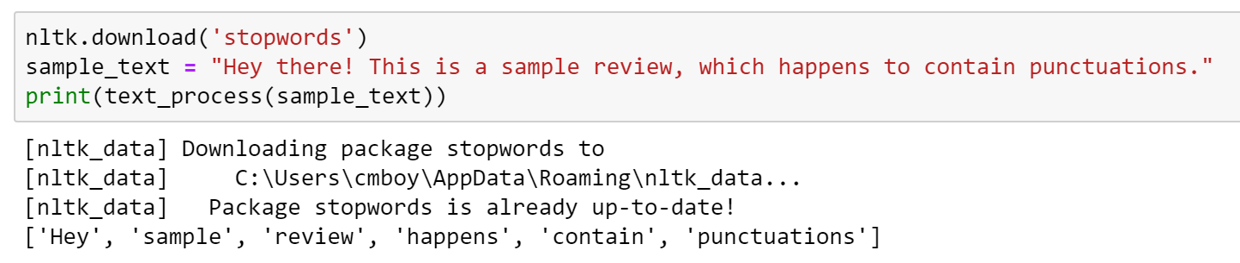 nltk.download('stopwords')
sample_text = "Hey there! This is a sample review, which happens to contain punctuations."
print(text_process(sample_text))
[nltk_data] Downloading package stopwords to
[nltk_data]     C:\Users\cmboy\AppData\Roaming\nltk_data...
[nltk_data]   Package stopwords is already up-to-date!
['Hey', 'sample', 'review', 'happens', 'contain', 'punctuations']